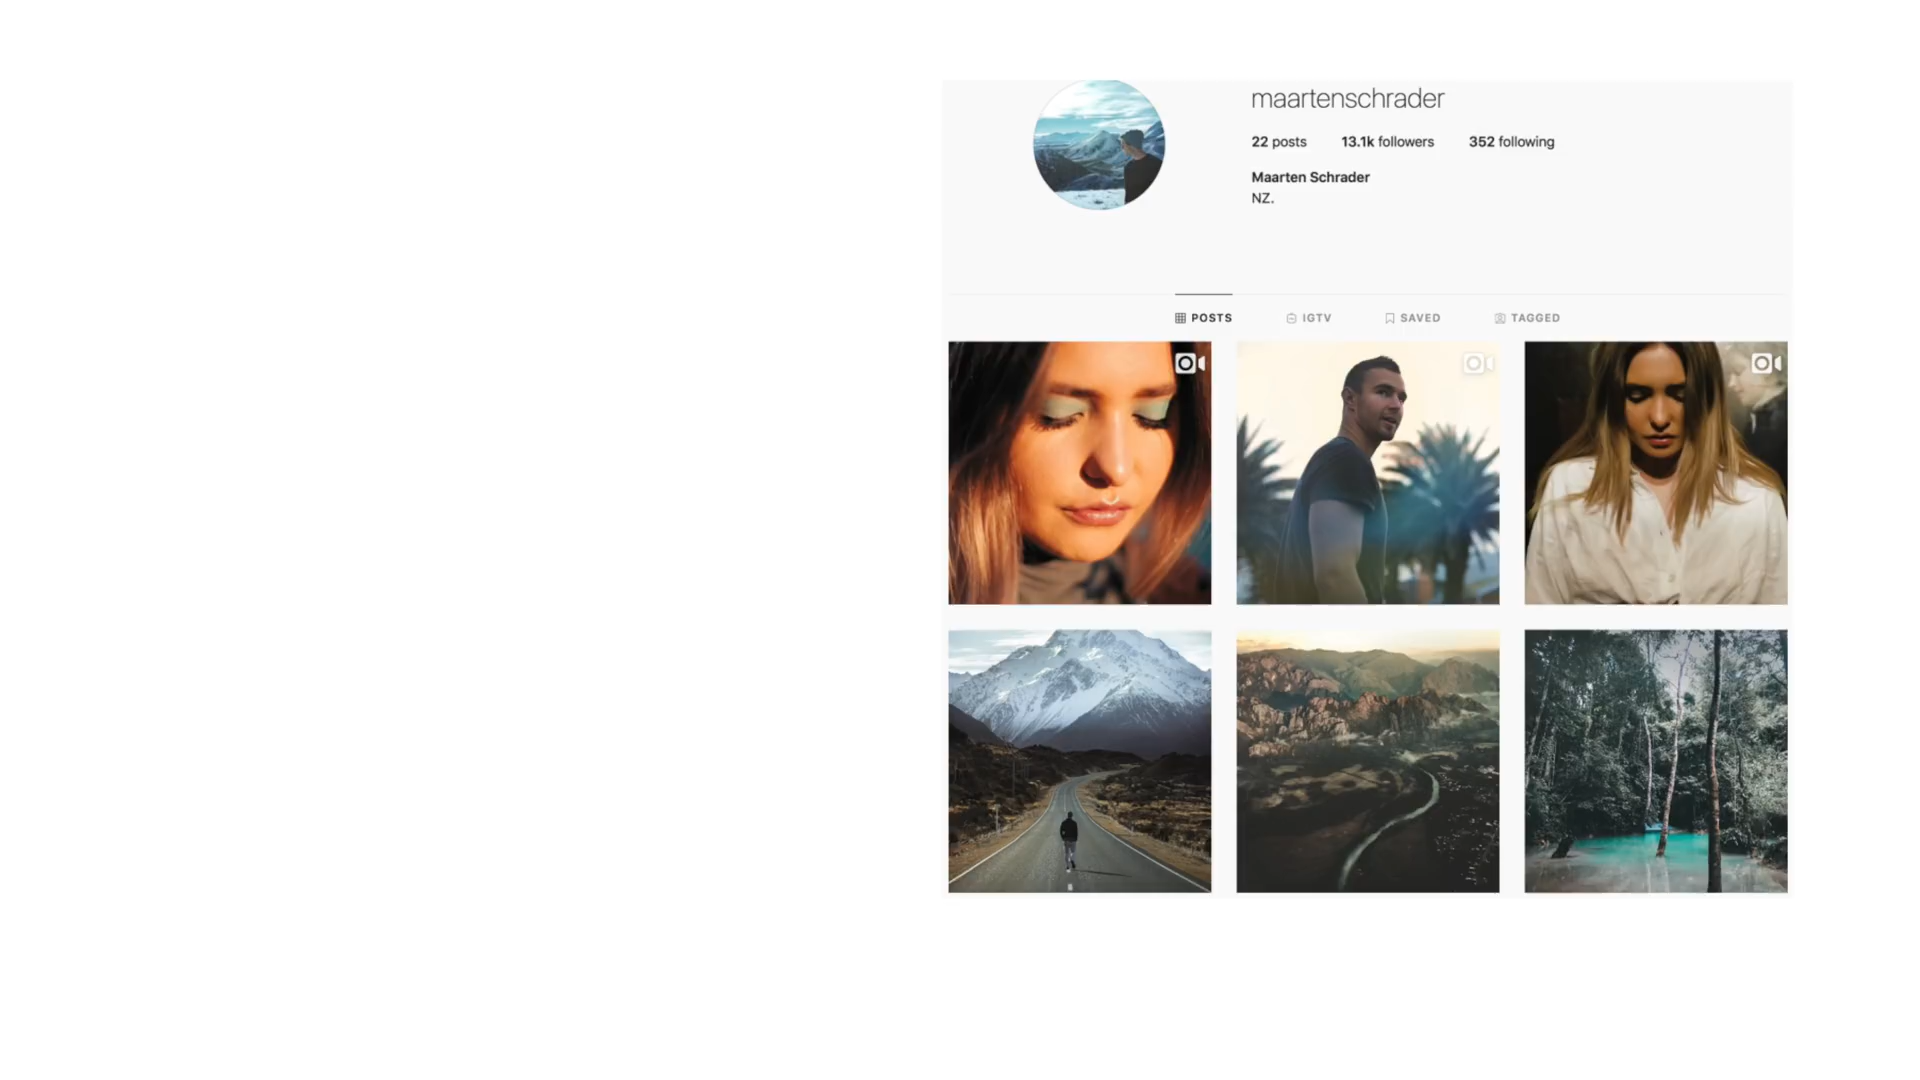 maartenschrader
22 posts 13.1k followers 352 following
Maarten Schrader
NZ.
POSTS IGTV SAVED TAGGED